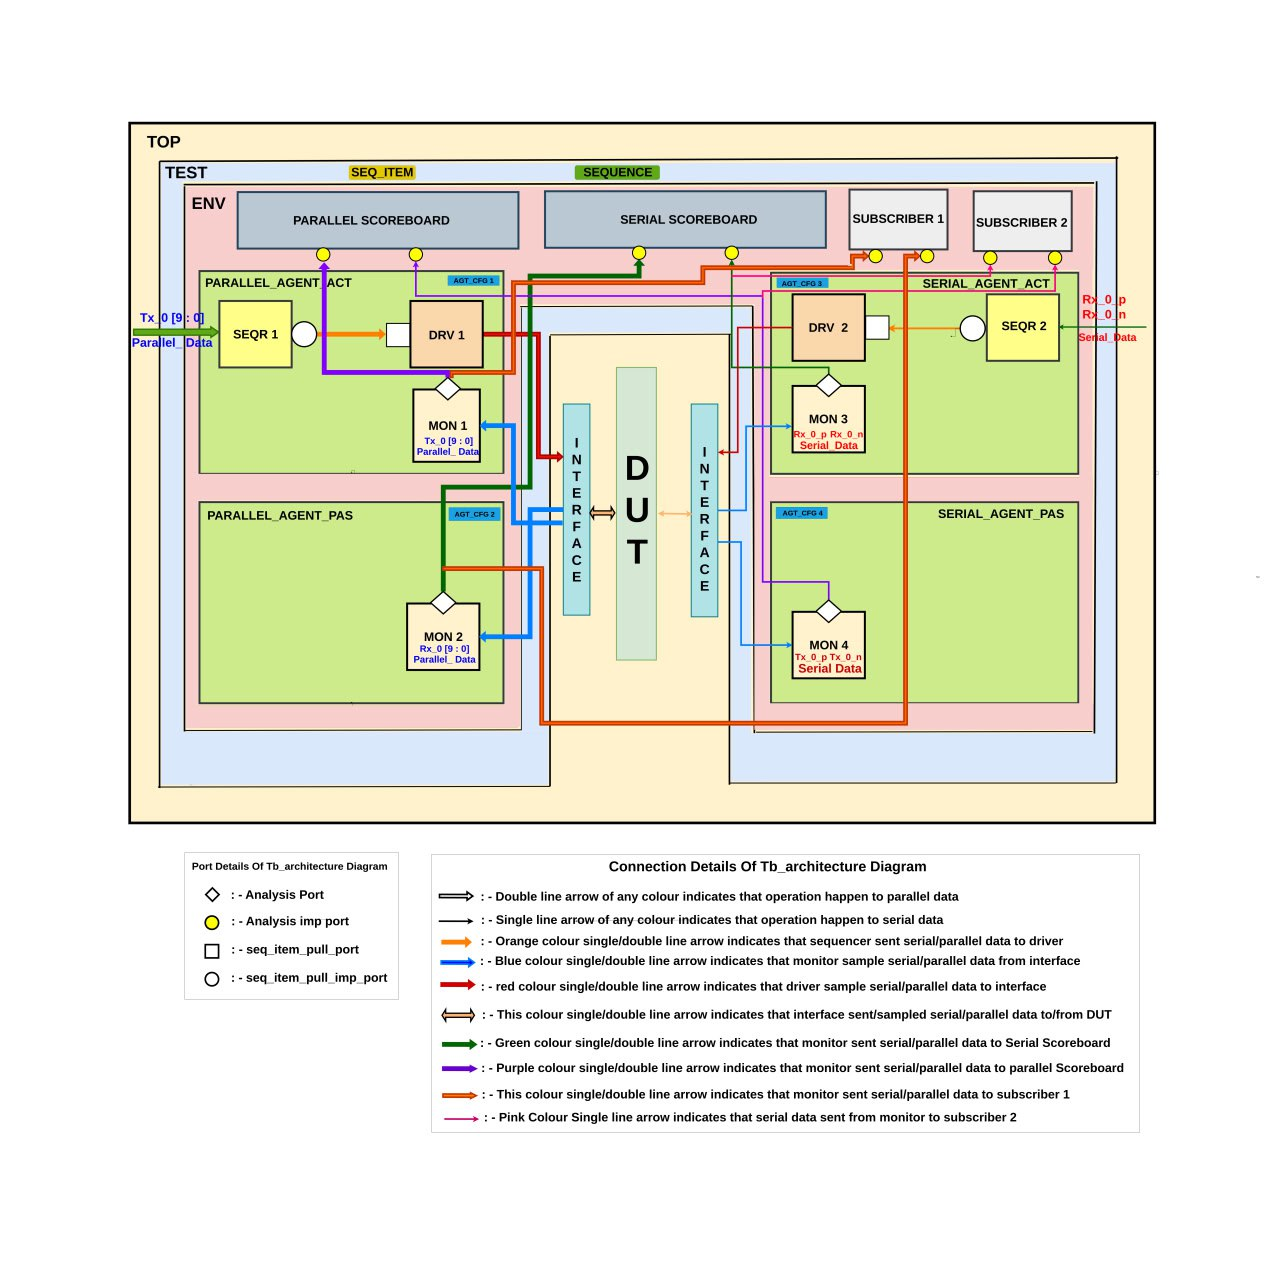 TOP
TEST
SEQ_ITEM
SEQUENCE
ENV
PARALLEL SCOREBOARD
SERIAL SCOREBOARD
SUBSCRIBER 1
SUBSCRIBER 2
PARALLEL_AGENT_ACT
AGT_CFG 1
Tx_0 [9 : 0]
Parallel_ Data
SEQR 1
DRV 1
MON 1
Tx_0 [9 : 0]
Parallel_ Data
PARALLEL_AGENT_PAS
AGT_CFG 2
MON 2
Rx_0 [9 : 0]
Parallel_ Data
INTERFACE
DUT
INTERFACE
AGT_CFG 3
SERIAL_AGENT_ACT
DRV 2
SEQR 2
Rx_0_p
Rx_0_n
Serial_Data
MON 3
Rx_0_p Rx_0_n
Serial_Data
AGT_CFG 4
SERIAL_AGENT_PAS
MON 4
Tx_0_p Tx_0_n
Serial Data
Port Details Of Tb_architecture Diagram
: - Analysis Port
: - Analysis imp port
: - seq_item_pull_port
: - seq_item_pull_imp_port
Connection Details Of Tb_architecture Diagram
: - Double line arrow of any colour indicates that operation happen to parallel data
: - Single line arrow of any colour indicates that operation happen to serial data
: - Orange colour single/double line arrow indicates that sequencer sent serial/parallel data to driver
: - Blue colour single/double line arrow indicates that monitor sample serial/parallel data from interface
: - red colour single/double line arrow indicates that driver sample serial/parallel data to interface
: - This colour single/double line arrow indicates that interface sent/sampled serial/parallel data to/from DUT
: - Green colour single/double line arrow indicates that monitor sent serial/parallel data to Serial Scoreboard
: - Purple colour single/double line arrow indicates that monitor sent serial/parallel data to parallel Scoreboard
: - This colour single/double line arrow indicates that monitor sent serial/parallel data to subscriber 1
: - Pink Colour Single line arrow indicates that serial data sent from monitor to subscriber 2